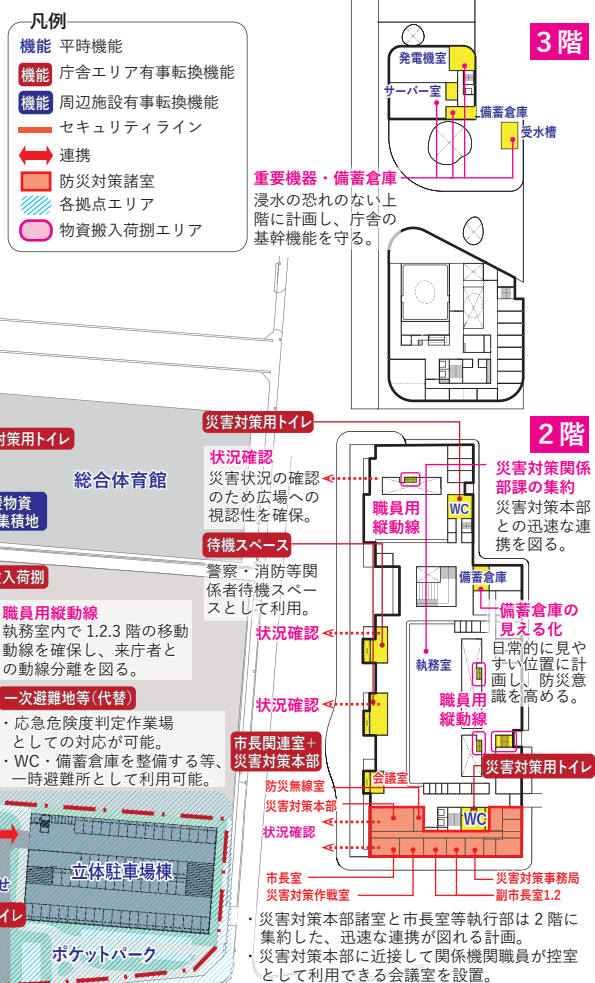 凡例
機能 平時機能
機能 庁舎エリア有事転換機能
機能 周辺施設有事転換機能
セキュリティライン
連携
防災対策諸室
各拠点エリア
物資搬入荷捌エリア
3階
発電機室
サーバー室
備蓄倉庫
受水槽
重要機器・備蓄倉庫
浸水の恐れのない上
階に計画し、庁舎の
基幹機能を守る。
2階
災害対策用トイレ
対策用トイレ
総合体育館
物資
集積地
入荷捌
状況確認
災害状況の確認
のため広場への
視認性を確保。
待機スペース
警察・消防等関
係者待機スペー
スとして利用。
職員用
縦動線
WC
災害対策関係
部課の集約
災害対策本部
との迅速な連
携を図る。
備蓄倉庫
備蓄倉庫の
見える化
日常的に見や
すい位置に計
画し、防災意
識を高める。
職員用縦動線
執務室内で1.2.3階の移動
動線を確保し、来庁者と
の動線分離を図る。
状況確認
執務室
状況確認
職員用
縦動線
一次避難地等(代替)
・応急危険度判定作業場
としての対応が可能。
・WC・備蓄倉庫を整備する等、
一時避難所として利用可能。
市長関連室+
災害対策本部
災害対策用トイレ
会議室
防災無線室
災害対策本部
WC
状況確認
市長室
災害対策作戦室
災害対策事務局
副市長室1.2
立体駐車場棟
せ
イレ
ポケットパーク
・災害対策本部諸室と市長室等執行部は2階に
集約した、迅速な連携が図れる計画。
・災害対策本部に近接して関係機関職員が控室
として利用できる会議室を設置。